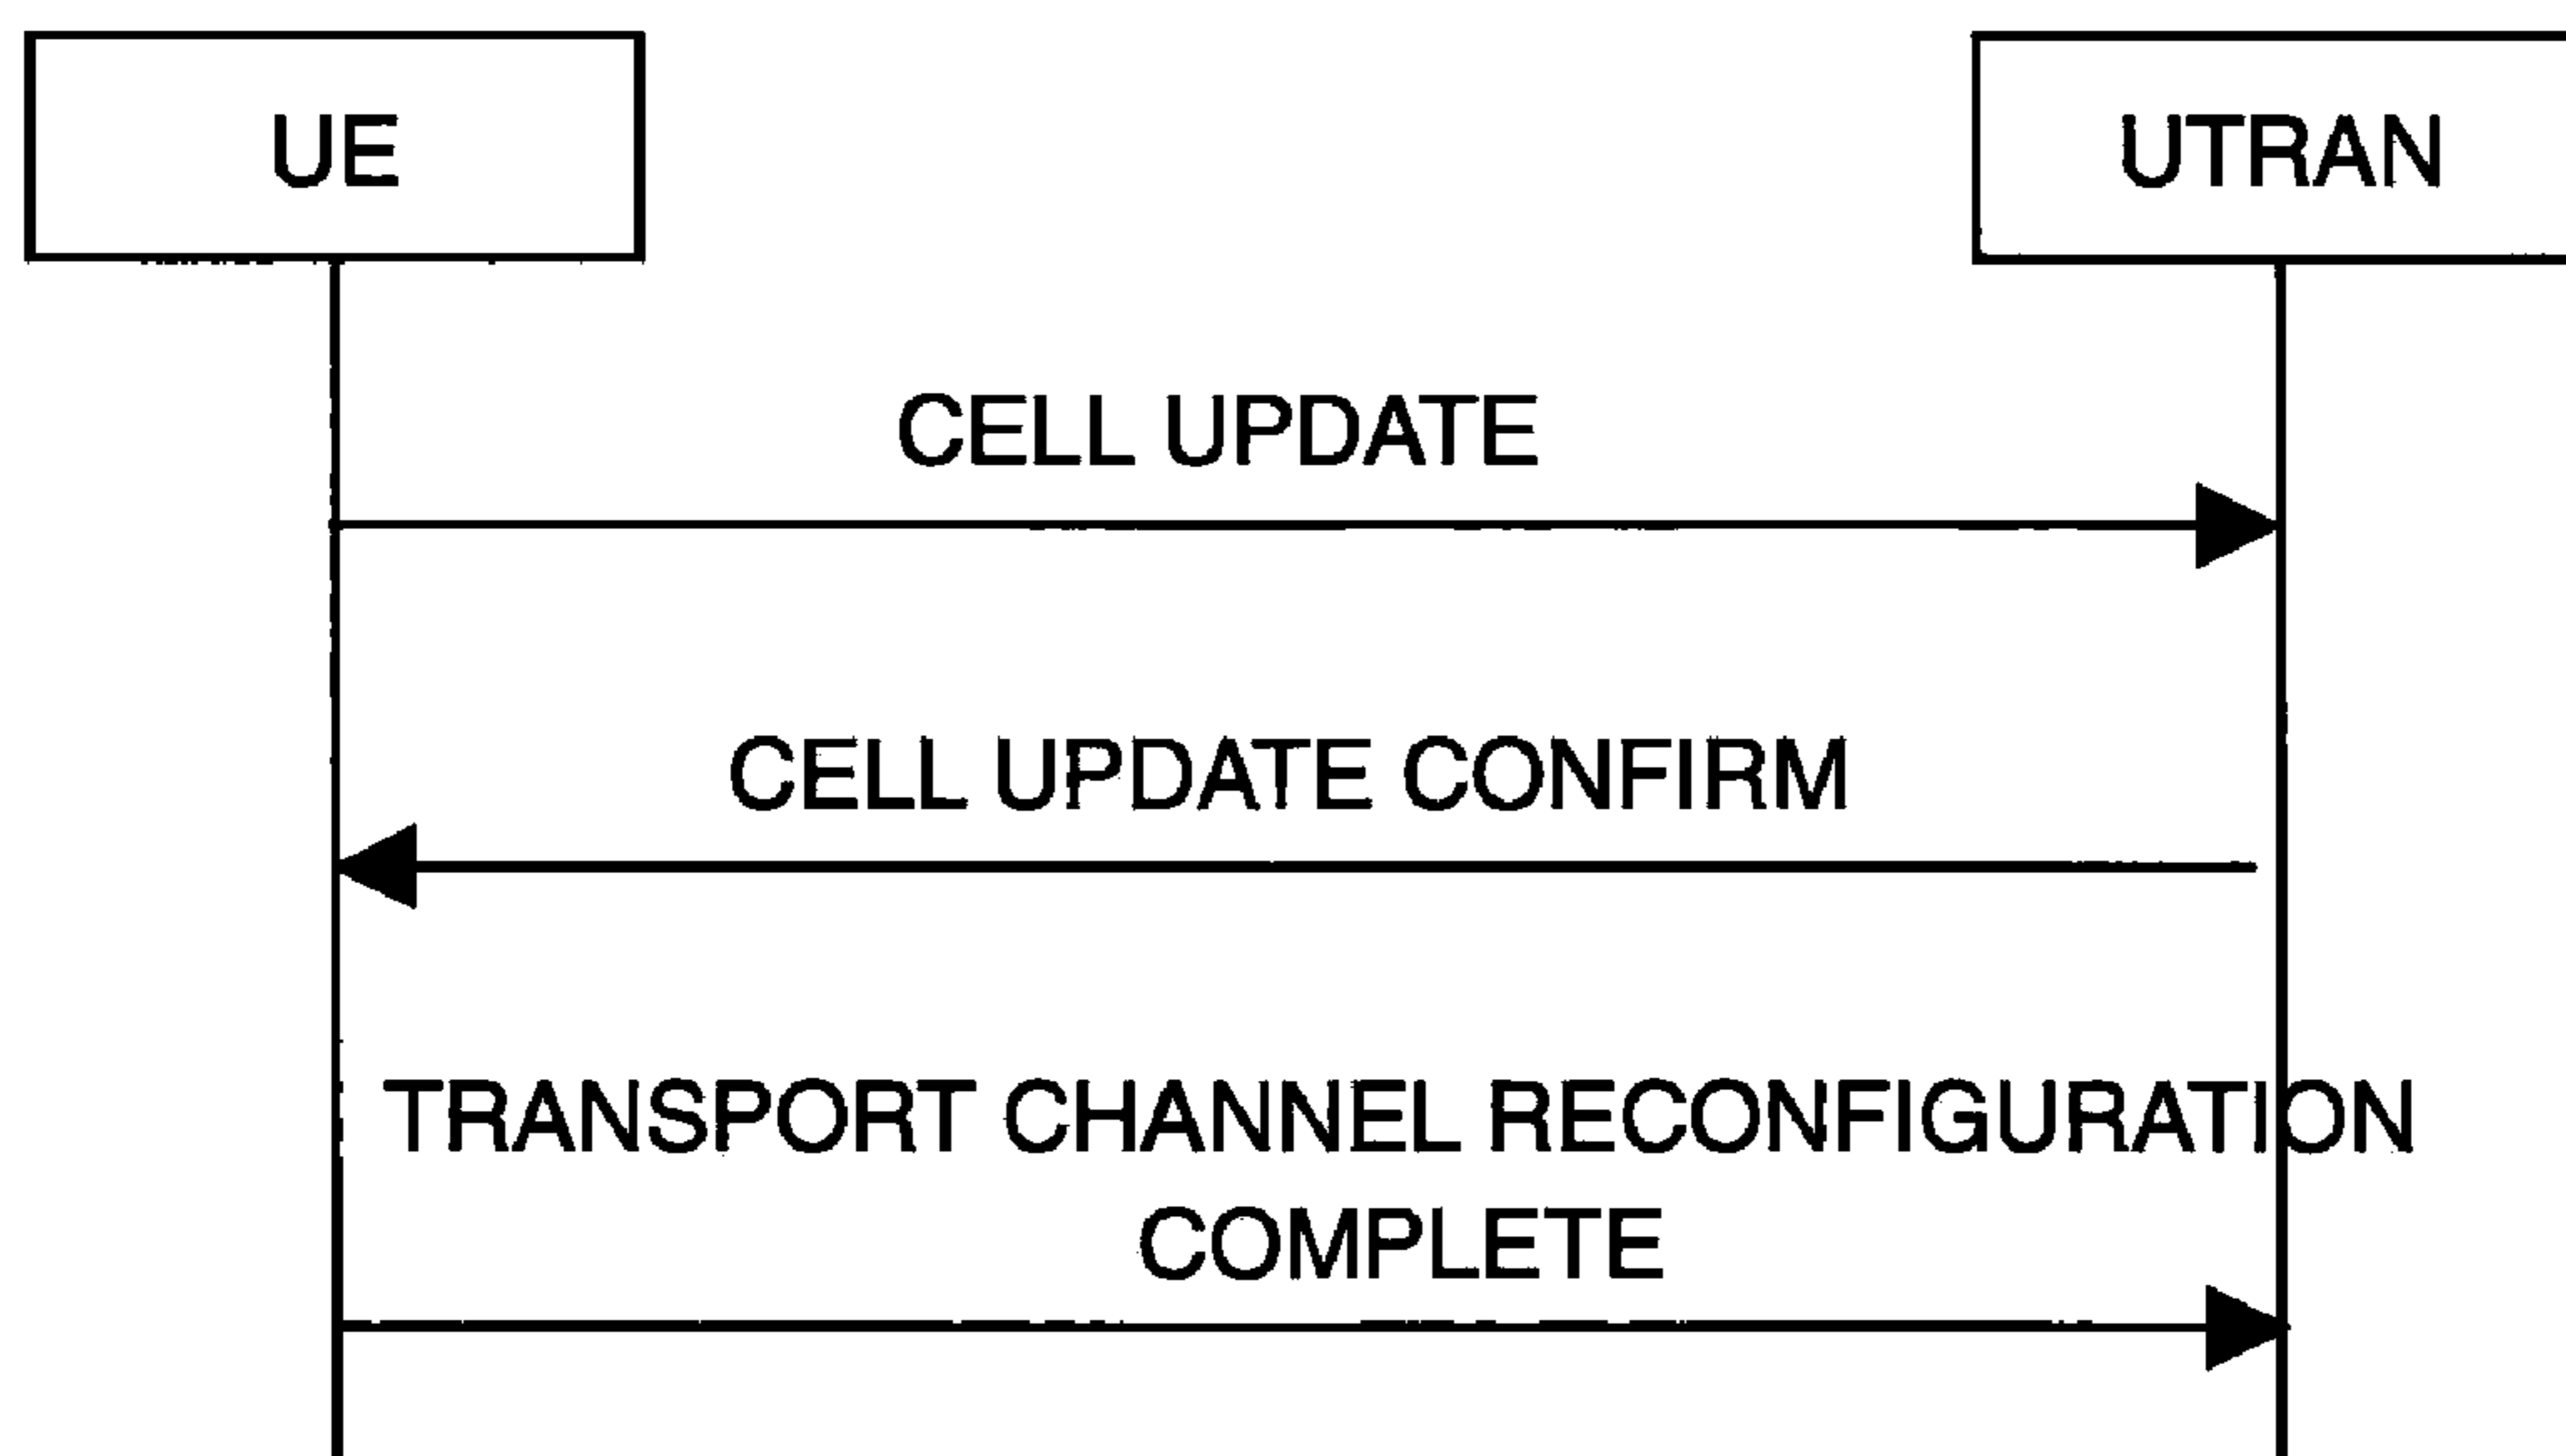 UE
UTRAN
CELL UPDATE
CELL UPDATE CONFIRM
TRANSPORT CHANNEL RECONFIGURATION
COMPLETE